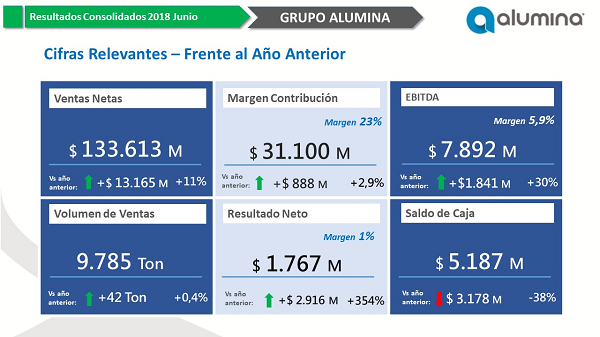 Resultados Consolidados 2018 Junio
GRUPO ALUMINA
alumina
Cifras Relevantes – Frente al Año Anterior
Ventas Netas
$ 133.613 M
Vs año
anterior:
+$ 13.165 M +11%
Margen Contribución
Margen 23%
$ 31.100 M
Vs año
anterior:
+$ 888 M +2,9%
EBITDA
Margen 5,9%
$ 7.892 M
Vs año
anterior:
+$1.841 M +30%
Volumen de Ventas
9.785 Ton
Vs año
anterior:
+42 Ton +0,4%
Resultado Neto
Margen 1%
$ 1.767 M
Vs año
anterior:
+$ 2.916 M +354%
Saldo de Caja
$ 5.187 M
Vs año
anterior:
$ 3.178 M -38%